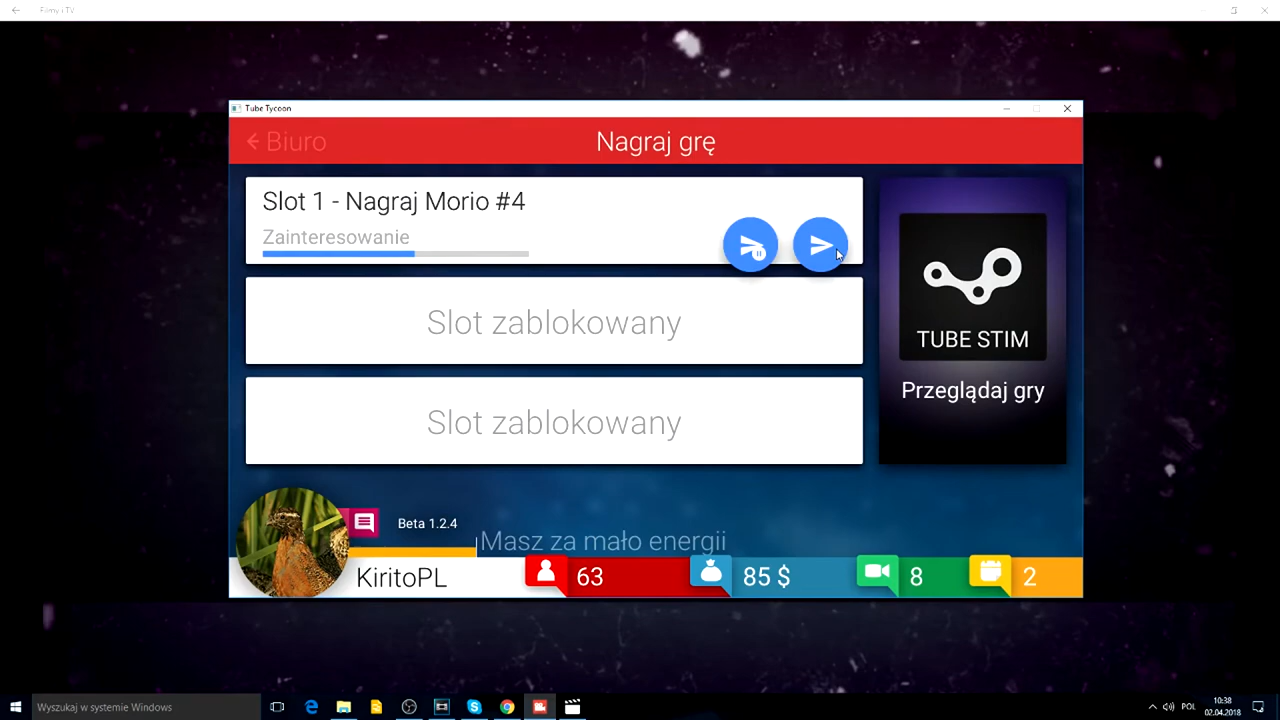 Filmy i TV
Tube Tycoon
Biuro
Nagraj grę
Slot 1 - Nagraj Morio #4
Zainteresowanie
Slot zablokowany
Slot zablokowany
TUBE STIM
Przeglądaj gry
Beta 1.2.4
Masz za mało energii
KiritoPL
63
85 $
8
2
Wyszukaj w systemie Windows
POL
10:38
02.04.2018